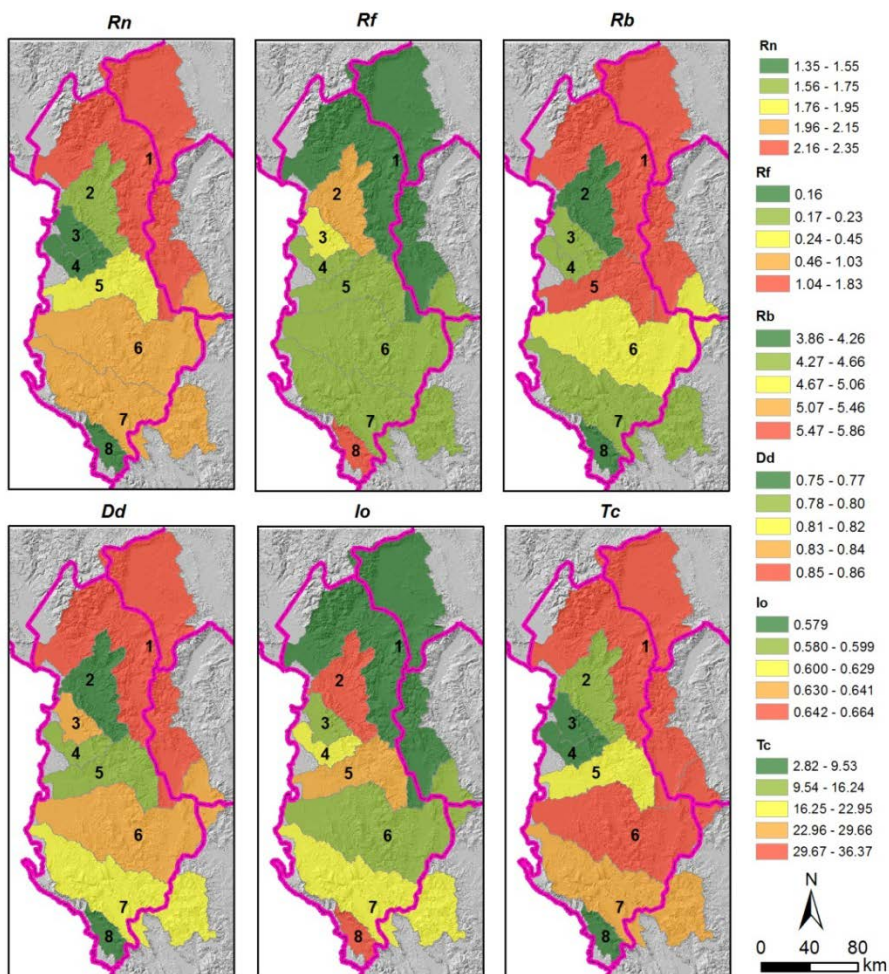 Rn
Rf
Rb
1
2
3
4
5
6
7
8
1
2
3
4
5
6
7
8
1
2
3
4
5
6
7
8
Dd
Io
Tc
1
2
3
4
5
6
7
8
1
2
3
4
5
6
7
8
1
2
3
4
5
6
7
8
Rn
1.35 - 1.55
1.56 - 1.75
1.76 - 1.95
1.96 - 2.15
2.16 - 2.35
Rf
0.16
0.17 - 0.23
0.24 - 0.45
0.46 - 1.03
1.04 - 1.83
Rb
3.86 - 4.26
4.27 - 4.66
4.67 - 5.06
5.07 - 5.46
5.47 - 5.86
Dd
0.75 - 0.77
0.78 - 0.80
0.81 - 0.82
0.83 - 0.84
0.85 - 0.86
Io
0.579
0.580 - 0.599
0.600 - 0.629
0.630 - 0.641
0.642 - 0.664
Tc
2.82 - 9.53
9.54 - 16.24
16.25 - 22.95
22.96 - 29.66
29.67 - 36.37
N
0 40 80
km